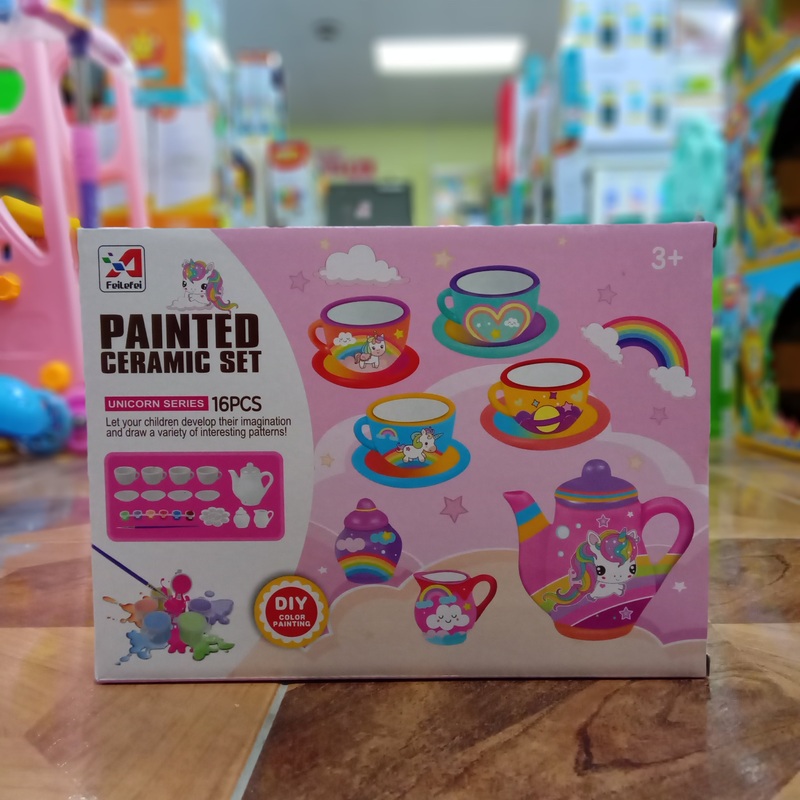 FeiLeFei
3+
PAINTED
CERAMIC SET
UNICORN SERIES 16PCS
Let your children develop their imagination
and draw a variety of interesting patterns!
DIY
COLOR
PAINTING